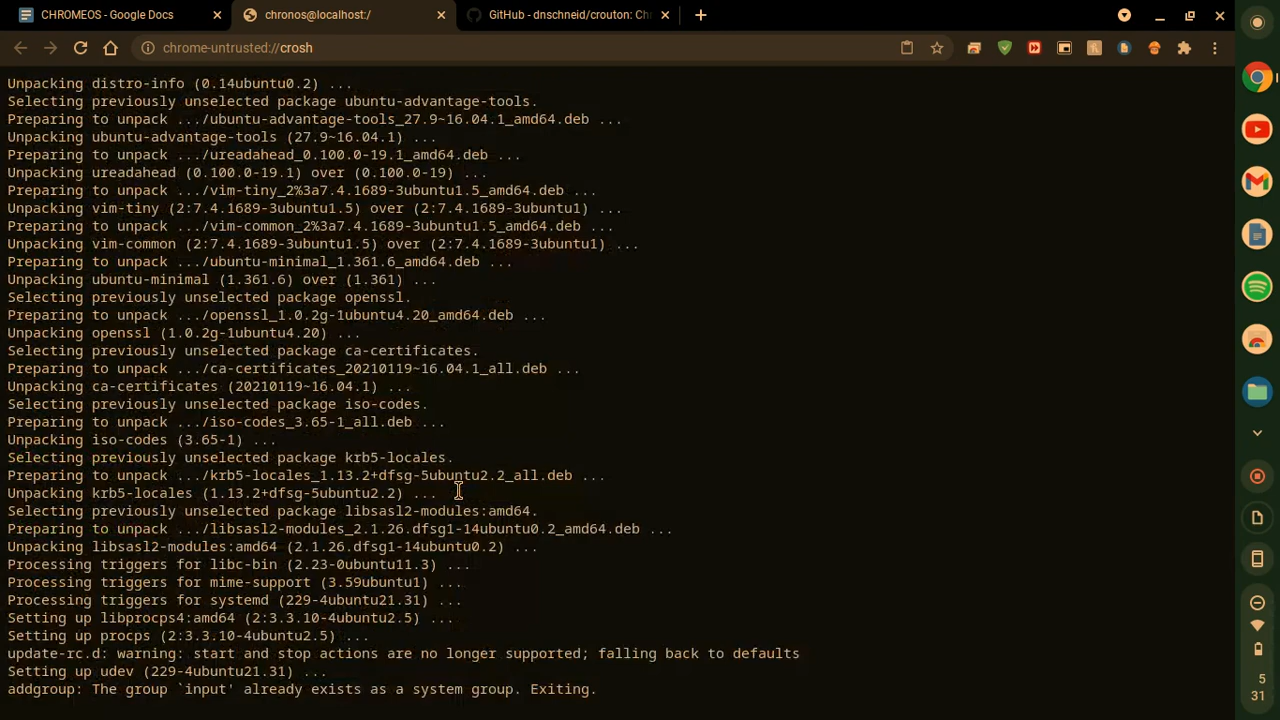 CHROMEOS - Google Docs
chronos@localhost:/
GitHub - dnschneid/crouton: Chr
chrome-untrusted://crosh
Unpacking distro-info (0.14ubuntu0.2) ...
Selecting previously unselected package ubuntu-advantage-tools.
Preparing to unpack .../ubuntu-advantage-tools_27.9~16.04.1_amd64.deb ...
Unpacking ubuntu-advantage-tools (27.9~16.04.1) ...
Preparing to unpack .../ureadahead_0.100.0-19.1_amd64.deb ...
Unpacking ureadahead (0.100.0-19.1) over (0.100.0-19) ...
Preparing to unpack .../vim-tiny_2%3a7.4.1689-3ubuntu1.5_amd64.deb ...
Unpacking vim-tiny (2:7.4.1689-3ubuntu1.5) over (2:7.4.1689-3ubuntu1) ...
Preparing to unpack .../vim-common_2%3a7.4.1689-3ubuntu1.5_amd64.deb ...
Unpacking vim-common (2:7.4.1689-3ubuntu1.5) over (2:7.4.1689-3ubuntu1) ...
Preparing to unpack .../ubuntu-minimal_1.361.6_amd64.deb ...
Unpacking ubuntu-minimal (1.361.6) over (1.361) ...
Selecting previously unselected package openssl.
Preparing to unpack .../openssl_1.0.2g-1ubuntu4.20_amd64.deb ...
Unpacking openssl (1.0.2g-1ubuntu4.20) ...
Selecting previously unselected package ca-certificates.
Preparing to unpack .../ca-certificates_20210119~16.04.1_all.deb ...
Unpacking ca-certificates (20210119~16.04.1) ...
Selecting previously unselected package iso-codes.
Preparing to unpack .../iso-codes_3.65-1_all.deb ...
Unpacking iso-codes (3.65-1) ...
Selecting previously unselected package krb5-locales.
Preparing to unpack .../krb5-locales_1.13.2+dfsg-5ubuntu2.2_all.deb ...
Unpacking krb5-locales (1.13.2+dfsg-5ubuntu2.2) ...
Selecting previously unselected package libsasl2-modules:amd64.
Preparing to unpack .../libsasl2-modules_2.1.26.dfsg1-14ubuntu0.2_amd64.deb ...
Unpacking libsasl2-modules:amd64 (2.1.26.dfsg1-14ubuntu0.2) ...
Processing triggers for libc-bin (2.23-0ubuntu11.3) ...
Processing triggers for mime-support (3.59ubuntu1) ...
Processing triggers for systemd (229-4ubuntu21.31) ...
Setting up libprocps4:amd64 (2:3.3.10-4ubuntu2.5) ...
Setting up procps (2:3.3.10-4ubuntu2.5) ...
update-rc.d: warning: start and stop actions are no longer supported; falling back to defaults
Setting up udev (229-4ubuntu21.31) ...
addgroup: The group `input' already exists as a system group. Exiting.
5
31